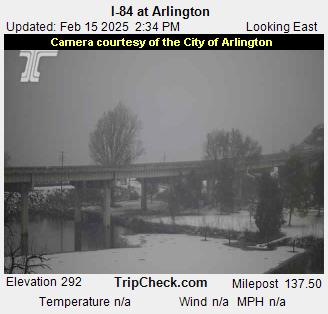 I-84 at Arlington
Updated: Feb 15 2025 2:34 PM Looking East
Camera courtesy of the City of Arlington
Elevation 292 TripCheck.com Milepost 137.50
Temperature n/a Wind n/a MPH n/a